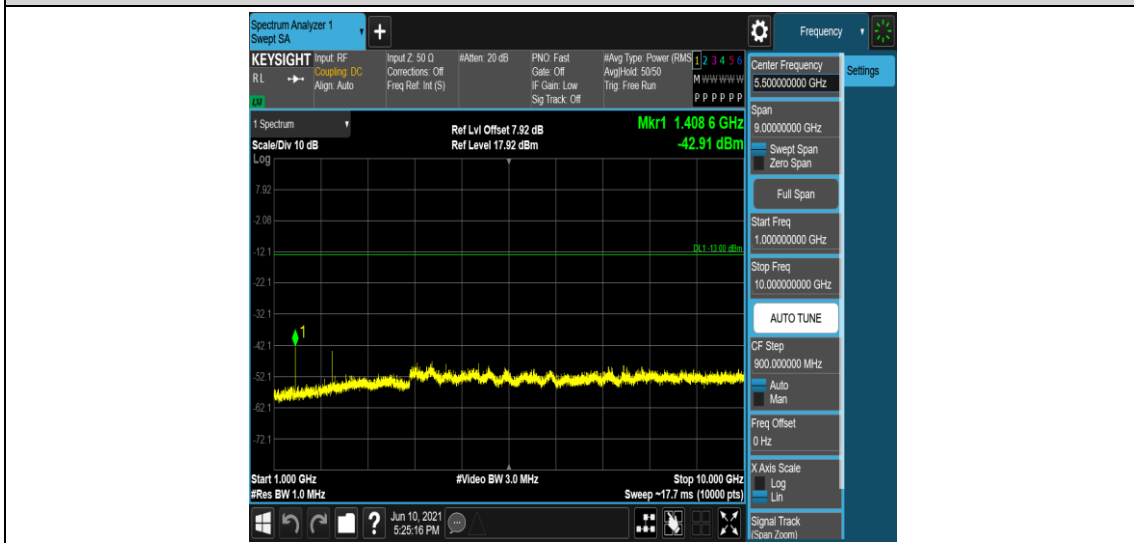 Spectrum Analyzer 1
Swept SA
Frequency
KEYSIGHT
R L
LXI
Input: RF
Coupling: DC
Align: Auto
Input Z: 50 Ω
Corrections: Off
Freq Ref: Int (S)
#Atten: 20 dB
PNO: Fast
Gate: Off
IF Gain: Low
Sig Track: Off
#Avg Type: Power (RMS
Avg|Hold: 50/50
Trig: Free Run
1 2 3 4 5 6
M W W W W W
P P P P P P
1 Spectrum
Scale/Div 10 dB
Log
Ref Lvl Offset 7.92 dB
Ref Level 17.92 dBm
Mkr1 1.408 6 GHz
-42.91 dBm
7.92
-2.08
-12.1
DL1 -13.00 dBm
-22.1
-32.1
1
-42.1
-52.1
-62.1
-72.1
Start 1.000 GHz
#Res BW 1.0 MHz
#Video BW 3.0 MHz
Stop 10.000 GHz
Sweep ~17.7 ms (10000 pts)
Jun 10, 2021
5:25:16 PM
Settings
Center Frequency
5.500000000 GHz
Span
9.00000000 GHz
Swept Span
Zero Span
Full Span
Start Freq
1.000000000 GHz
Stop Freq
10.000000000 GHz
AUTO TUNE
CF Step
900.000000 MHz
Auto
Man
Freq Offset
0 Hz
X Axis Scale
Log
Lin
Signal Track
(Span Zoom)